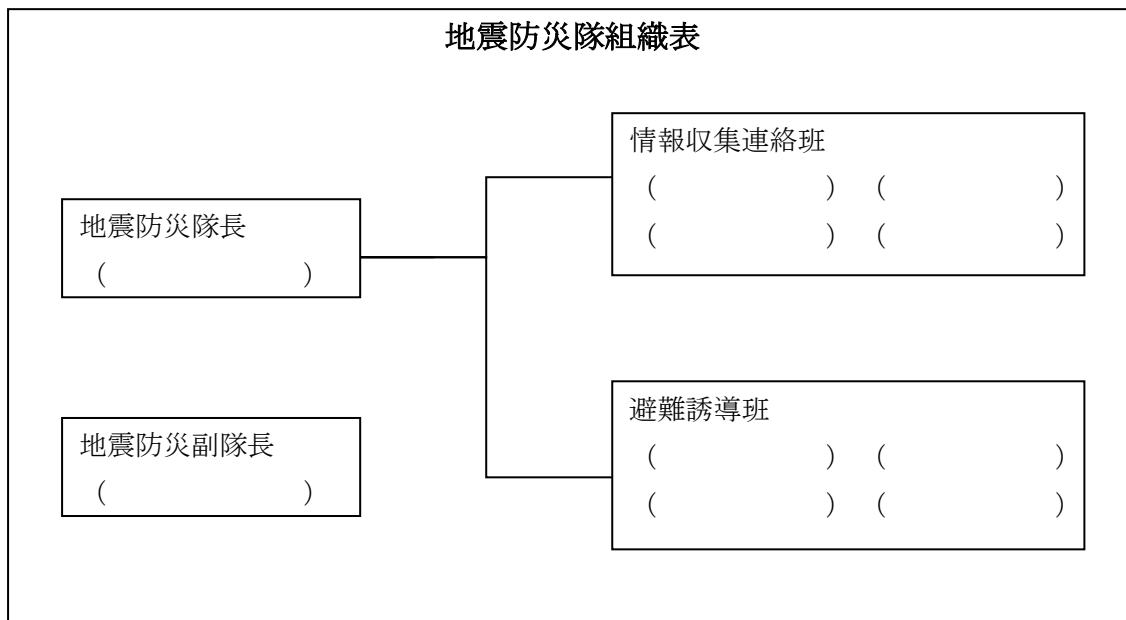 地震防災隊組織表
情報収集連絡班
(　　　　　　)　(　　　　　　)
(　　　　　　)　(　　　　　　)
地震防災隊長
(　　　　　　　)
避難誘導班
(　　　　　　)　(　　　　　　)
(　　　　　　)　(　　　　　　)
地震防災副隊長
(　　　　　　　)